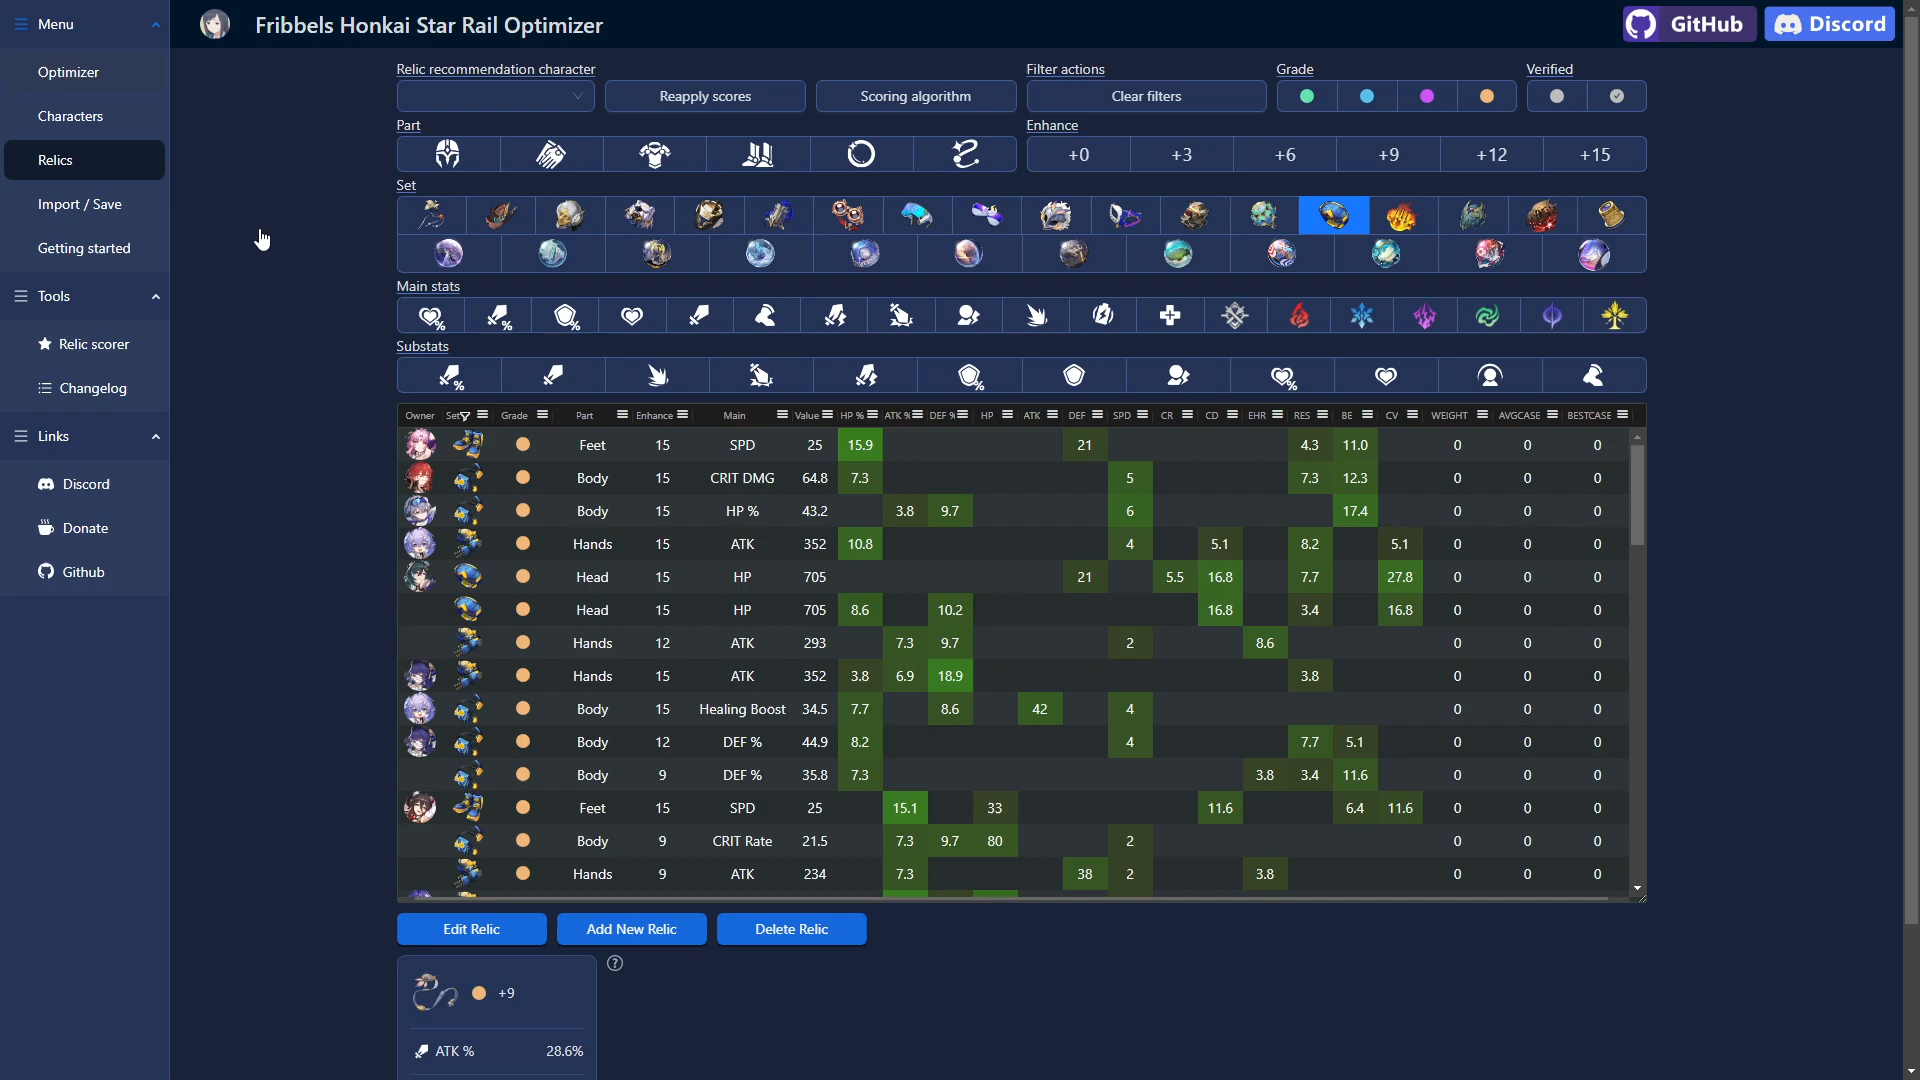 Menu
Optimizer
Characters
Relics
Import / Save
Getting started
Tools
Relic scorer
Changelog
Links
Discord
Donate
Github
Fribbels Honkai Star Rail Optimizer
GitHub
Discord
Relic recommendation character
Filter actions
Grade
Verified
Reapply scores
Scoring algorithm
Clear filters
Part
Enhance
+0 +3 +6 +9 +12 +15
Set
Main stats
Substats
Owner Set Grade Part Enhance Main Value HP % ATK % DEF % HP ATK DEF SPD CR CD EHR RES BE CV WEIGHT AVGCASE BESTCASE
Feet 15 SPD 25 15.9 21 4.3 11.0 0 0 0
Body 15 CRIT DMG 64.8 7.3 5 7.3 12.3 0 0 0
Body 15 HP % 43.2 3.8 9.7 6 17.4 0 0 0
Hands 15 ATK 352 10.8 4 5.1 8.2 5.1 0 0 0
Head 15 HP 705 21 5.5 16.8 7.7 27.8 0 0 0
Head 15 HP 705 8.6 10.2 16.8 3.4 16.8 0 0 0
Hands 12 ATK 293 7.3 9.7 2 8.6 0 0 0
Hands 15 ATK 352 3.8 6.9 18.9 3.8 0 0 0
Body 15 Healing Boost 34.5 7.7 8.6 42 4 0 0 0
Body 12 DEF % 44.9 8.2 4 7.7 5.1 0 0 0
Body 9 DEF % 35.8 7.3 3.8 3.4 11.6 0 0 0
Feet 15 SPD 25 15.1 33 11.6 6.4 11.6 0 0 0
Body 9 CRIT Rate 21.5 7.3 9.7 80 2 0 0 0
Hands 9 ATK 234 7.3 38 2 3.8 0 0 0
Edit Relic
Add New Relic
Delete Relic
+9
ATK % 28.6%